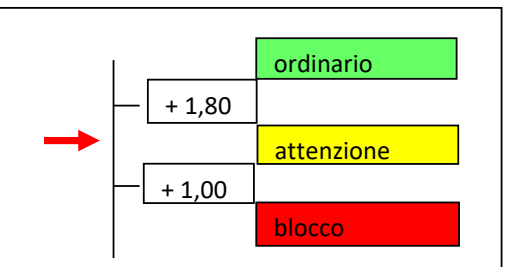 ordinario
+ 1,80
attenzione
+ 1,00
blocco